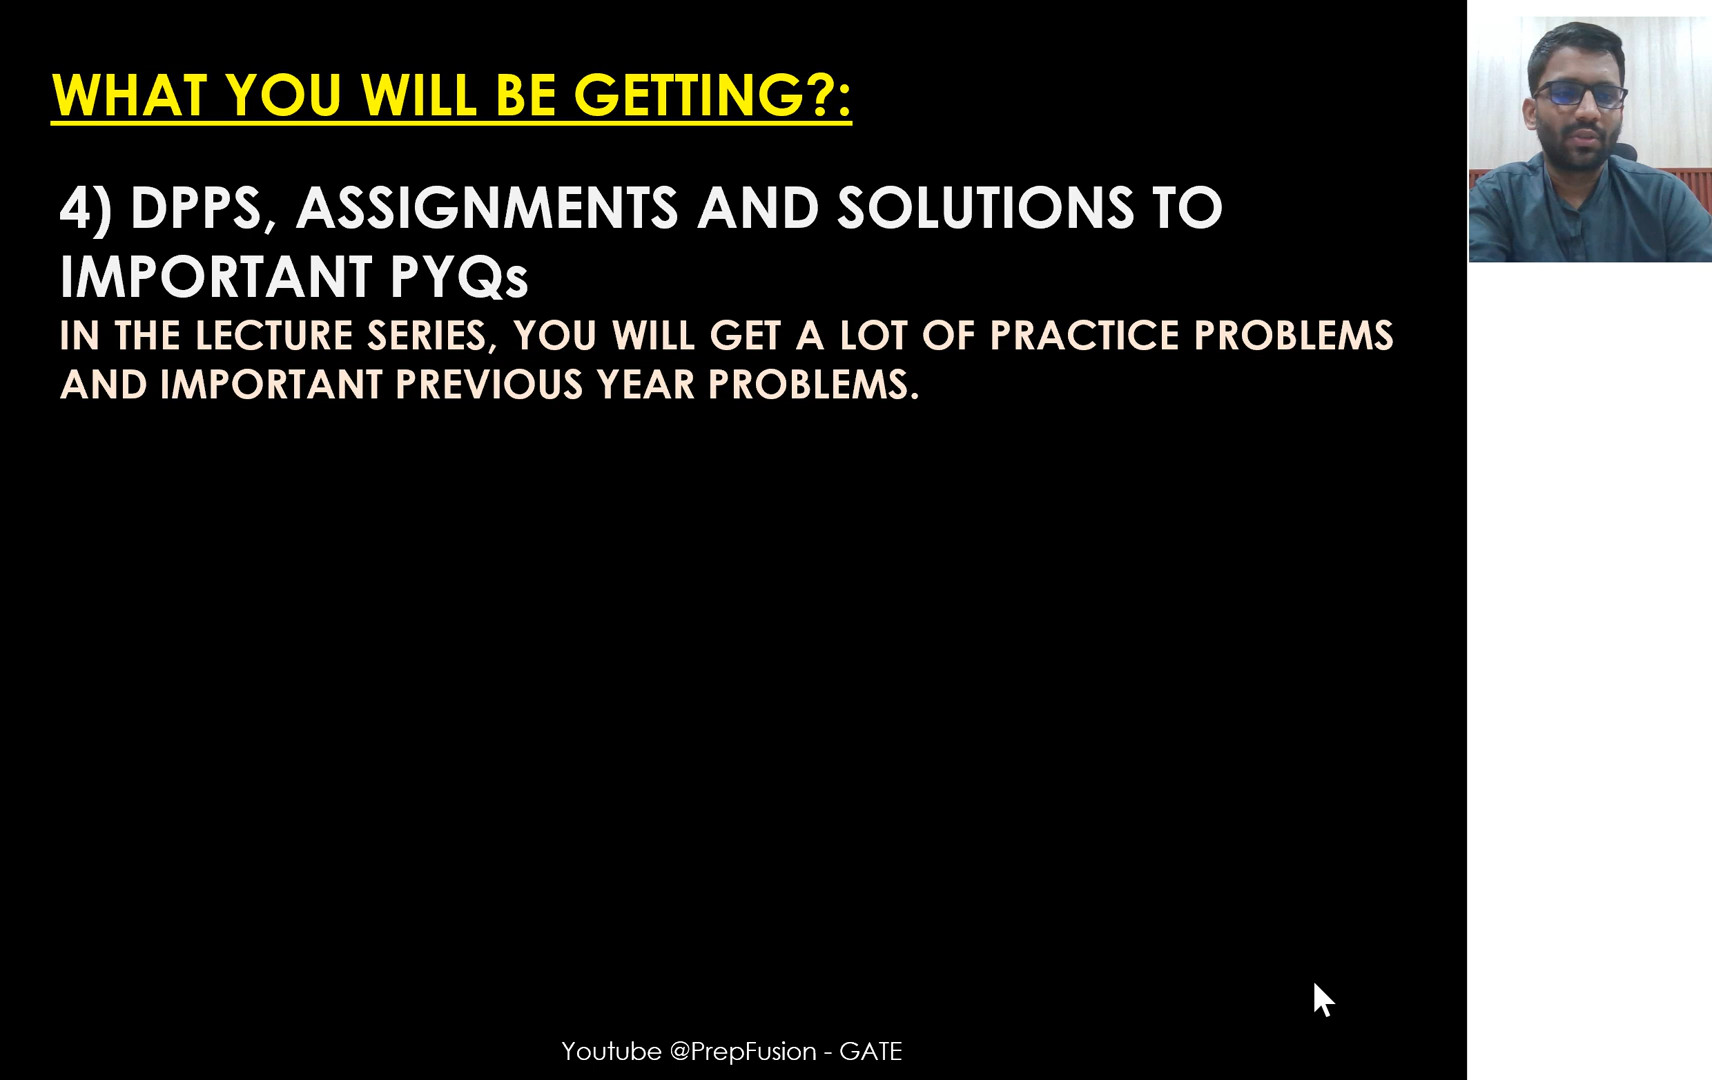 WHAT YOU WILL BE GETTING?:
4) DPPS, ASSIGNMENTS AND SOLUTIONS TO
IMPORTANT PYQs
IN THE LECTURE SERIES, YOU WILL GET A LOT OF PRACTICE PROBLEMS
AND IMPORTANT PREVIOUS YEAR PROBLEMS.
Youtube @PrepFusion - GATE